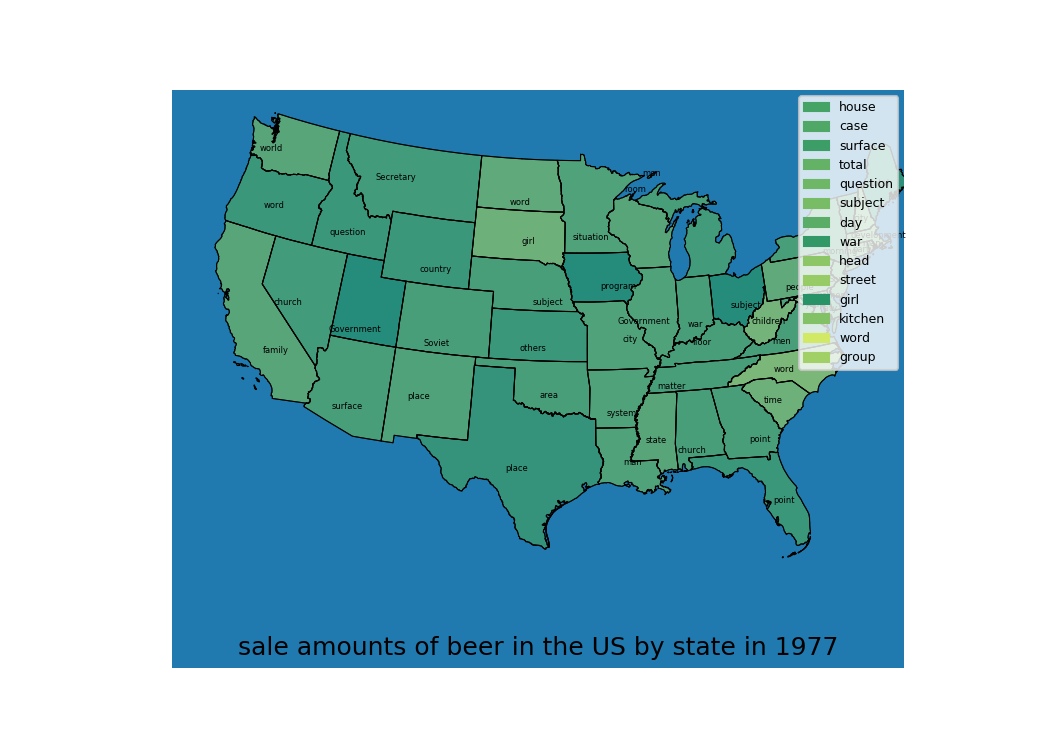 house
case
surface
total
question
subject
day
war
head
street
girl
kitchen
word
group
world
Secretary
word
question
country
word
girl
situation
room
man
church
Government
family
Soviet
subject
others
program
Government
city
war
floor
subject
children
men
word
surface
place
area
system
matter
time
state
church
point
man
place
point
sale amounts of beer in the US by state in 1977